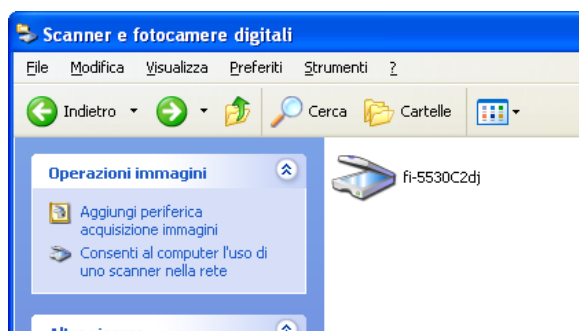 Scanner e fotocamere digitali
File Modifica Visualizza Preferiti Strumenti ?
Indietro Cerca Cartelle
Operazioni immagini
Aggiungi periferica
acquisizione immagini
Consenti al computer l'uso di
uno scanner nella rete
fi-5530C2dj